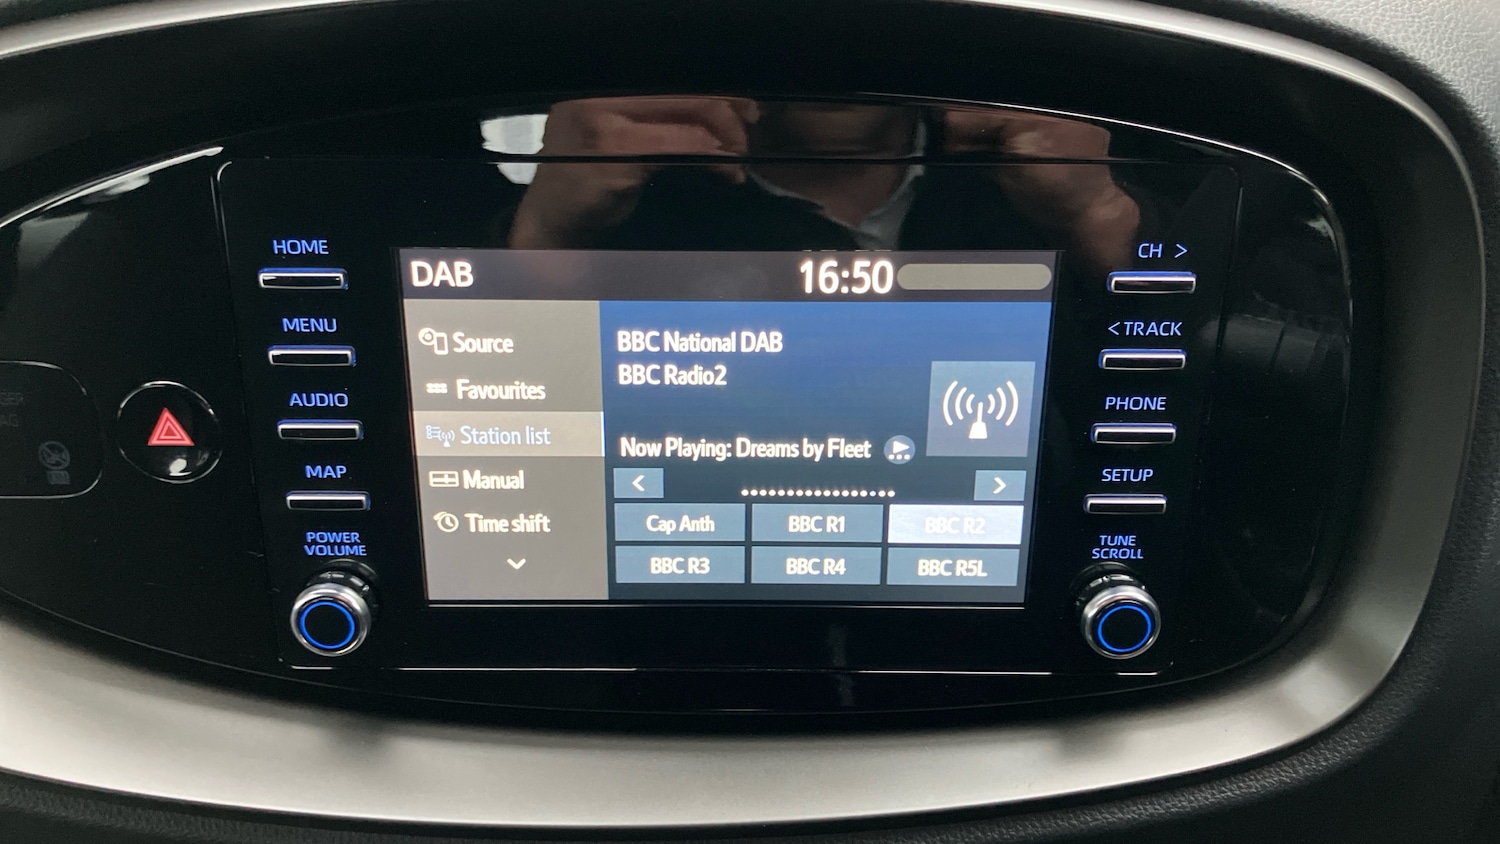 HOME
MENU
AUDIO
MAP
POWER
VOLUME
DAB
16:50
Source
Favourites
Station list
Manual
Time shift
BBC National DAB
BBC Radio2
Now Playing: Dreams by Fleet
<
>
Cap Anth
BBC R1
BBC R2
BBC R3
BBC R4
BBC R5L
CH >
<TRACK
PHONE
SETUP
TUNE
SCROLL